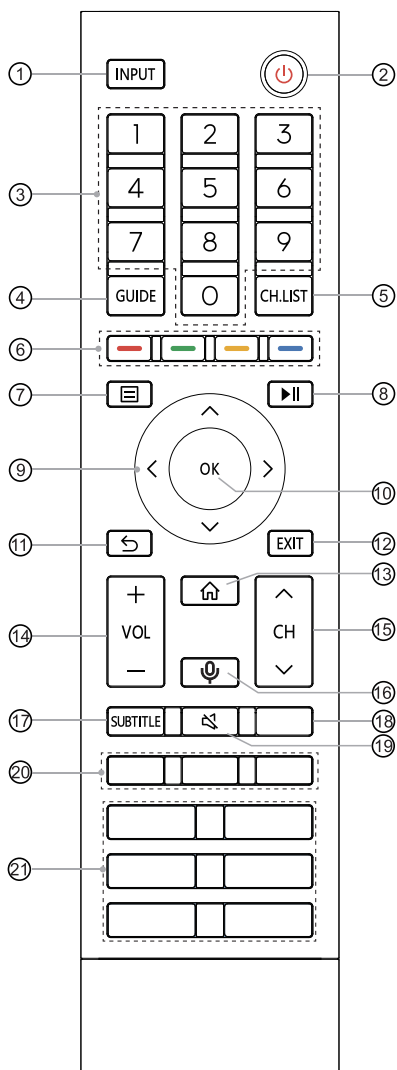 ① INPUT ②
1 2 3
③ 4 5 6
7 8 9
④ GUIDE 0 CH.LIST ⑤
⑥
⑦ ⑧
⑨ OK
⑩
⑪ EXIT ⑫
⑬
+
⑭ VOL CH ⑮
−
⑯
⑰ SUBTITLE ⑱
⑲
⑳
㉑